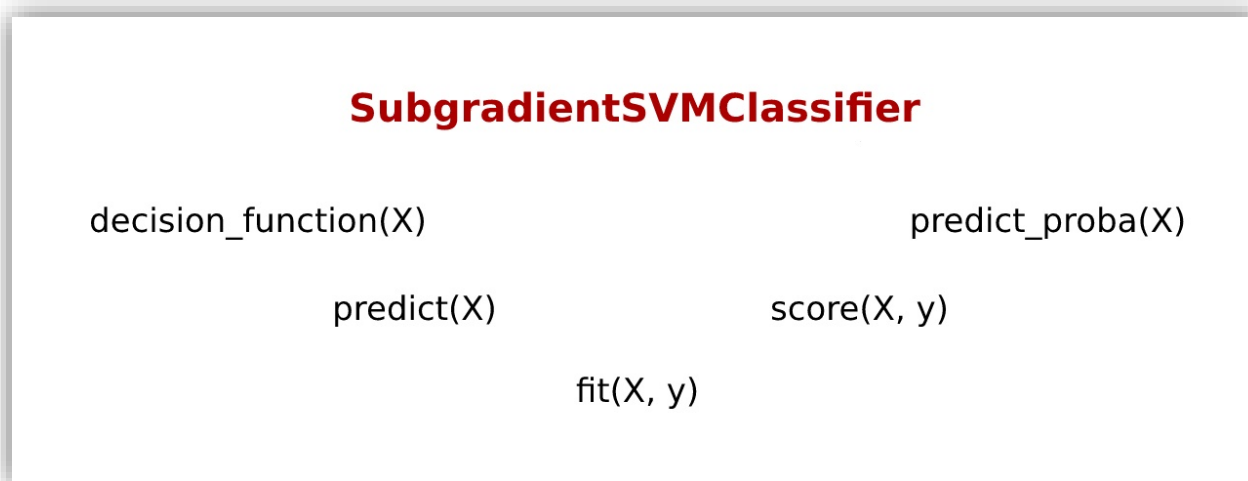 SubgradientSVMClassifier
decision_function(X) predict_proba(X)
predict(X) score(X, y)
fit(X, y)